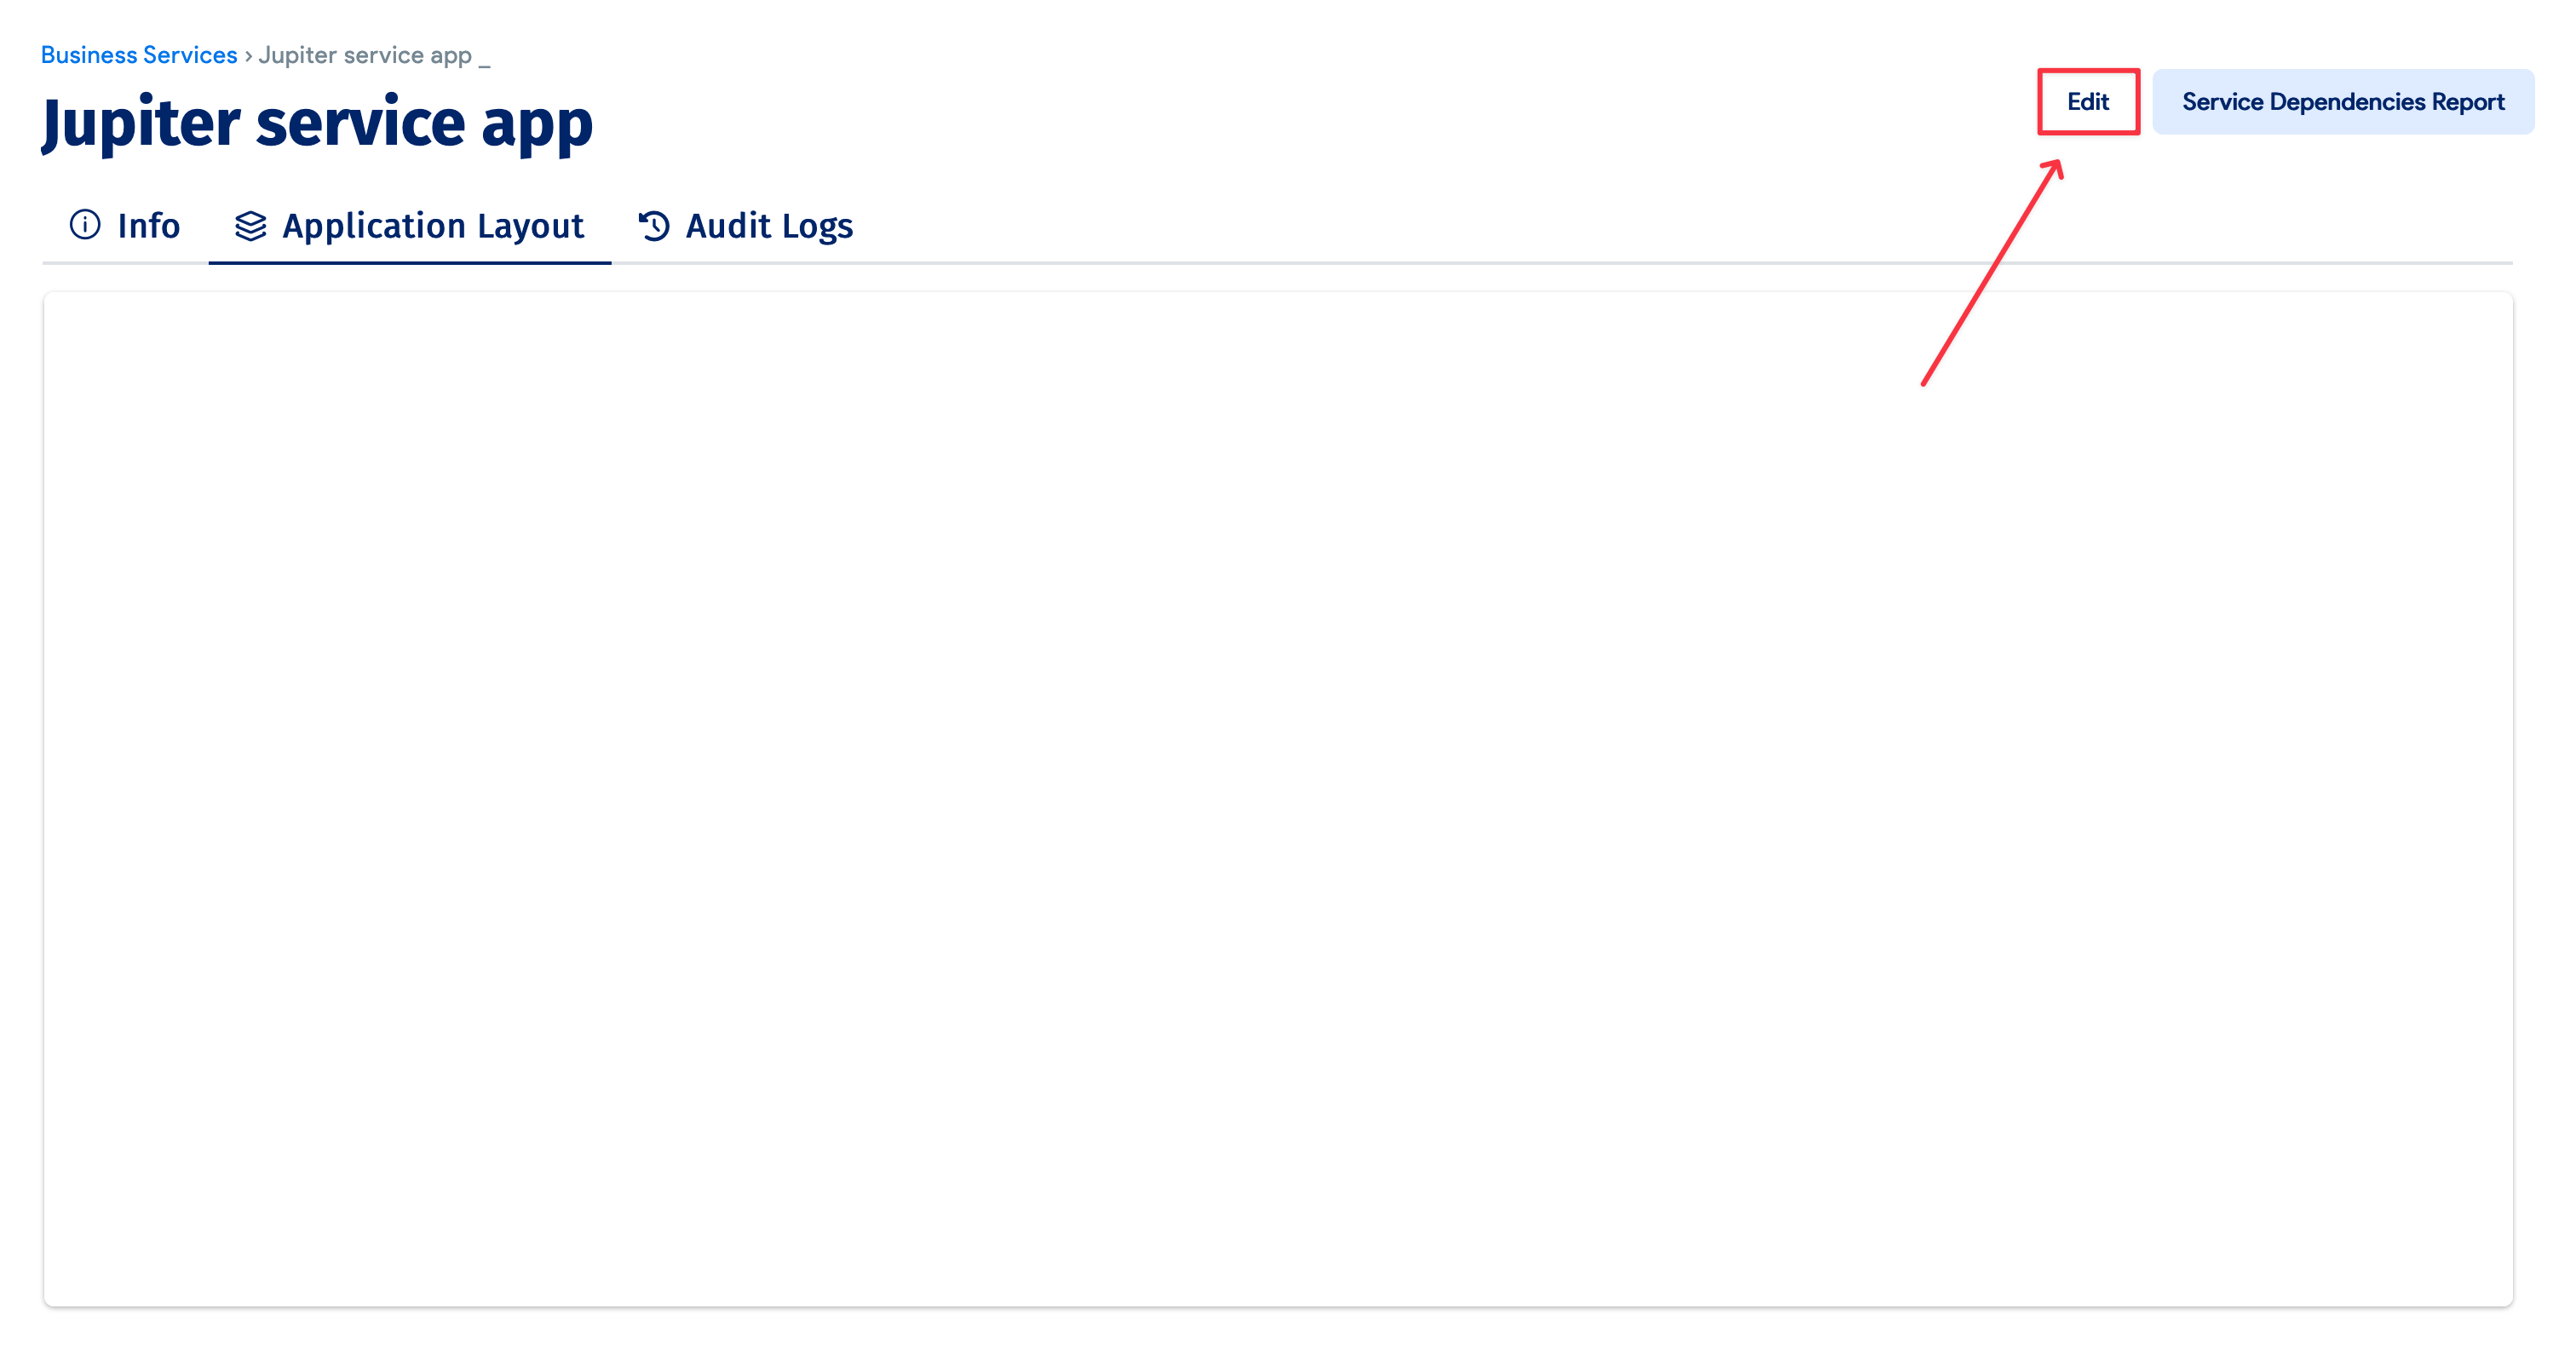 Business Services › Jupiter service app _
Jupiter service app
Edit
Service Dependencies Report
Info
Application Layout
Audit Logs